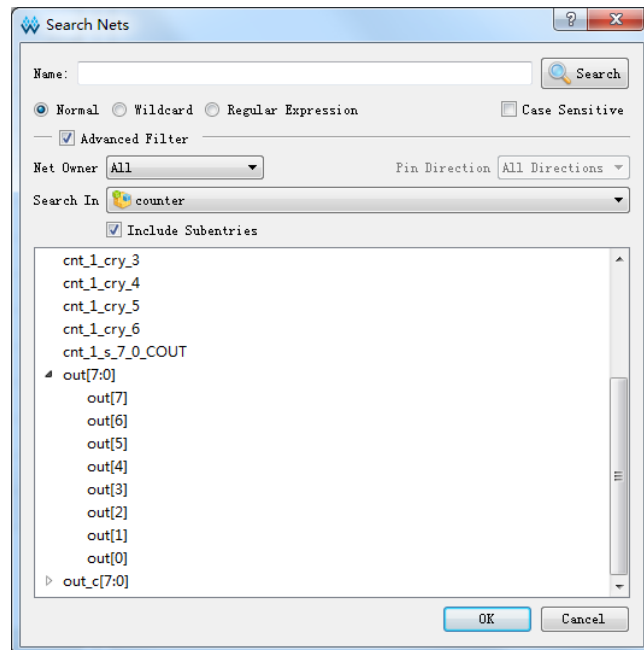 Search Nets
Name: Search
Normal Wildcard Regular Expression Case Sensitive
Advanced Filter
Net Owner All Pin Direction All Directions
Search In counter
Include Subentries
cnt_1_cry_3
cnt_1_cry_4
cnt_1_cry_5
cnt_1_cry_6
cnt_1_s_7_0_COUT
out[7:0]
out[7]
out[6]
out[5]
out[4]
out[3]
out[2]
out[1]
out[0]
out_c[7:0]
OK Cancel